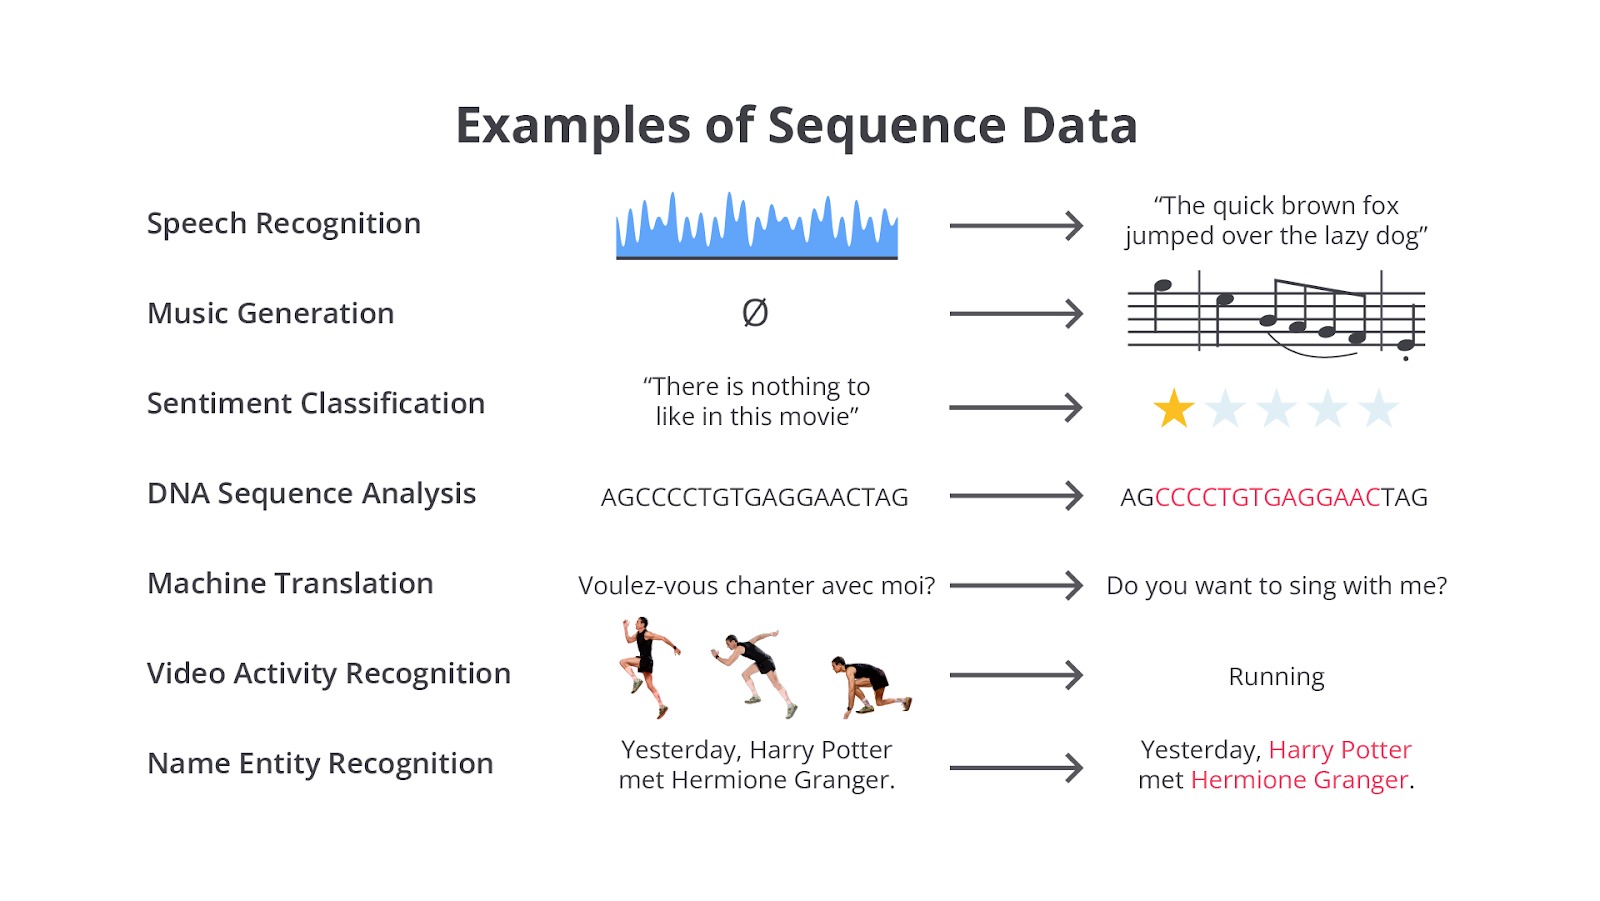 Examples of Sequence Data
Speech Recognition
“The quick brown fox
jumped over the lazy dog”
Music Generation
Ø
Sentiment Classification
“There is nothing to
like in this movie”
DNA Sequence Analysis
AGCCCCTGTGAGGAACTAG
AGCCCCTGTGAGGAACTAG
Machine Translation
Voulez-vous chanter avec moi?
Do you want to sing with me?
Video Activity Recognition
Running
Name Entity Recognition
Yesterday, Harry Potter
met Hermione Granger.
Yesterday, Harry Potter
met Hermione Granger.